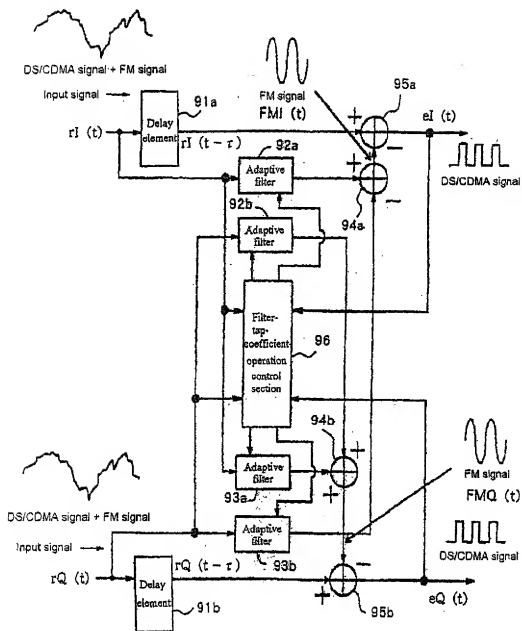 DS/CDMA signal + FM signal
Input signal
rI (t)
91a
Delay
element
rI (t - r)
FM signal
FMI (t)
95a
+
−
eI (t)
DS/CDMA signal
92a
Adaptive
filter
+
−
94a
92b
Adaptive
filter
Filter-
tap-
coefficient-
operation
control
section
96
94b
+
+
Adaptive
filter
93a
Adaptive
filter
93b
FM signal
FMQ (t)
DS/CDMA signal
DS/CDMA signal + FM signal
Input signal
rQ (t)
Delay
element
91b
rQ (t - r)
−
+
95b
eQ (t)